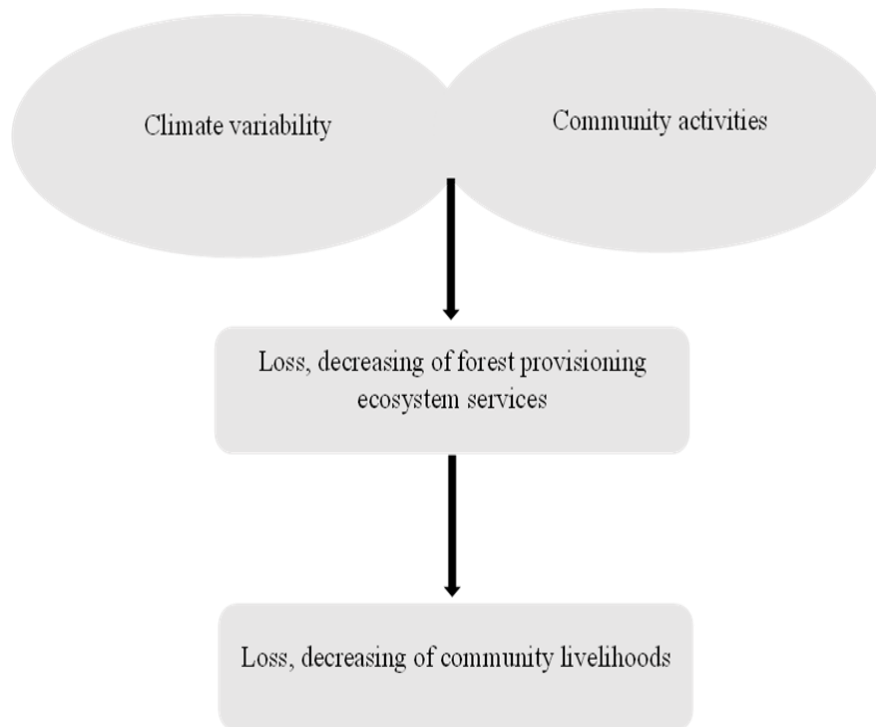 Climate variability
Community activities
Loss, decreasing of forest provisioning
ecosystem services
Loss, decreasing of community livelihoods